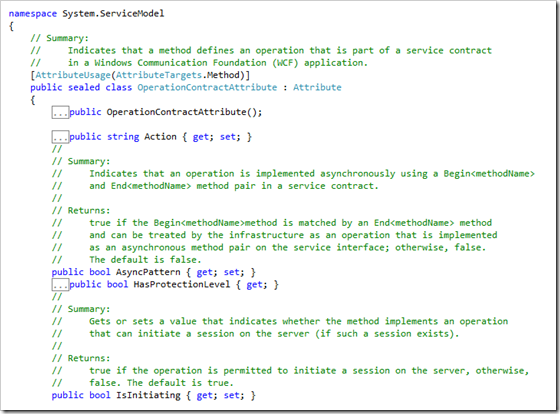 namespace System.ServiceModel
{
// Summary:
//     Indicates that a method defines an operation that is part of a service contract
//     in a Windows Communication Foundation (WCF) application.
[AttributeUsage(AttributeTargets.Method)]
public sealed class OperationContractAttribute : Attribute
{
...public OperationContractAttribute();
...public string Action { get; set; }
//
// Summary:
//     Indicates that an operation is implemented asynchronously using a Begin<methodName>
//     and End<methodName> method pair in a service contract.
//
// Returns:
//     true if the Begin<methodName>method is matched by an End<methodName> method
//     and can be treated by the infrastructure as an operation that is implemented
//     as an asynchronous method pair on the service interface; otherwise, false.
//     The default is false.
public bool AsyncPattern { get; set; }
...public bool HasProtectionLevel { get; }
//
// Summary:
//     Gets or sets a value that indicates whether the method implements an operation
//     that can initiate a session on the server (if such a session exists).
//
// Returns:
//     true if the operation is permitted to initiate a session on the server, otherwise,
//     false. The default is true.
public bool IsInitiating { get; set; }